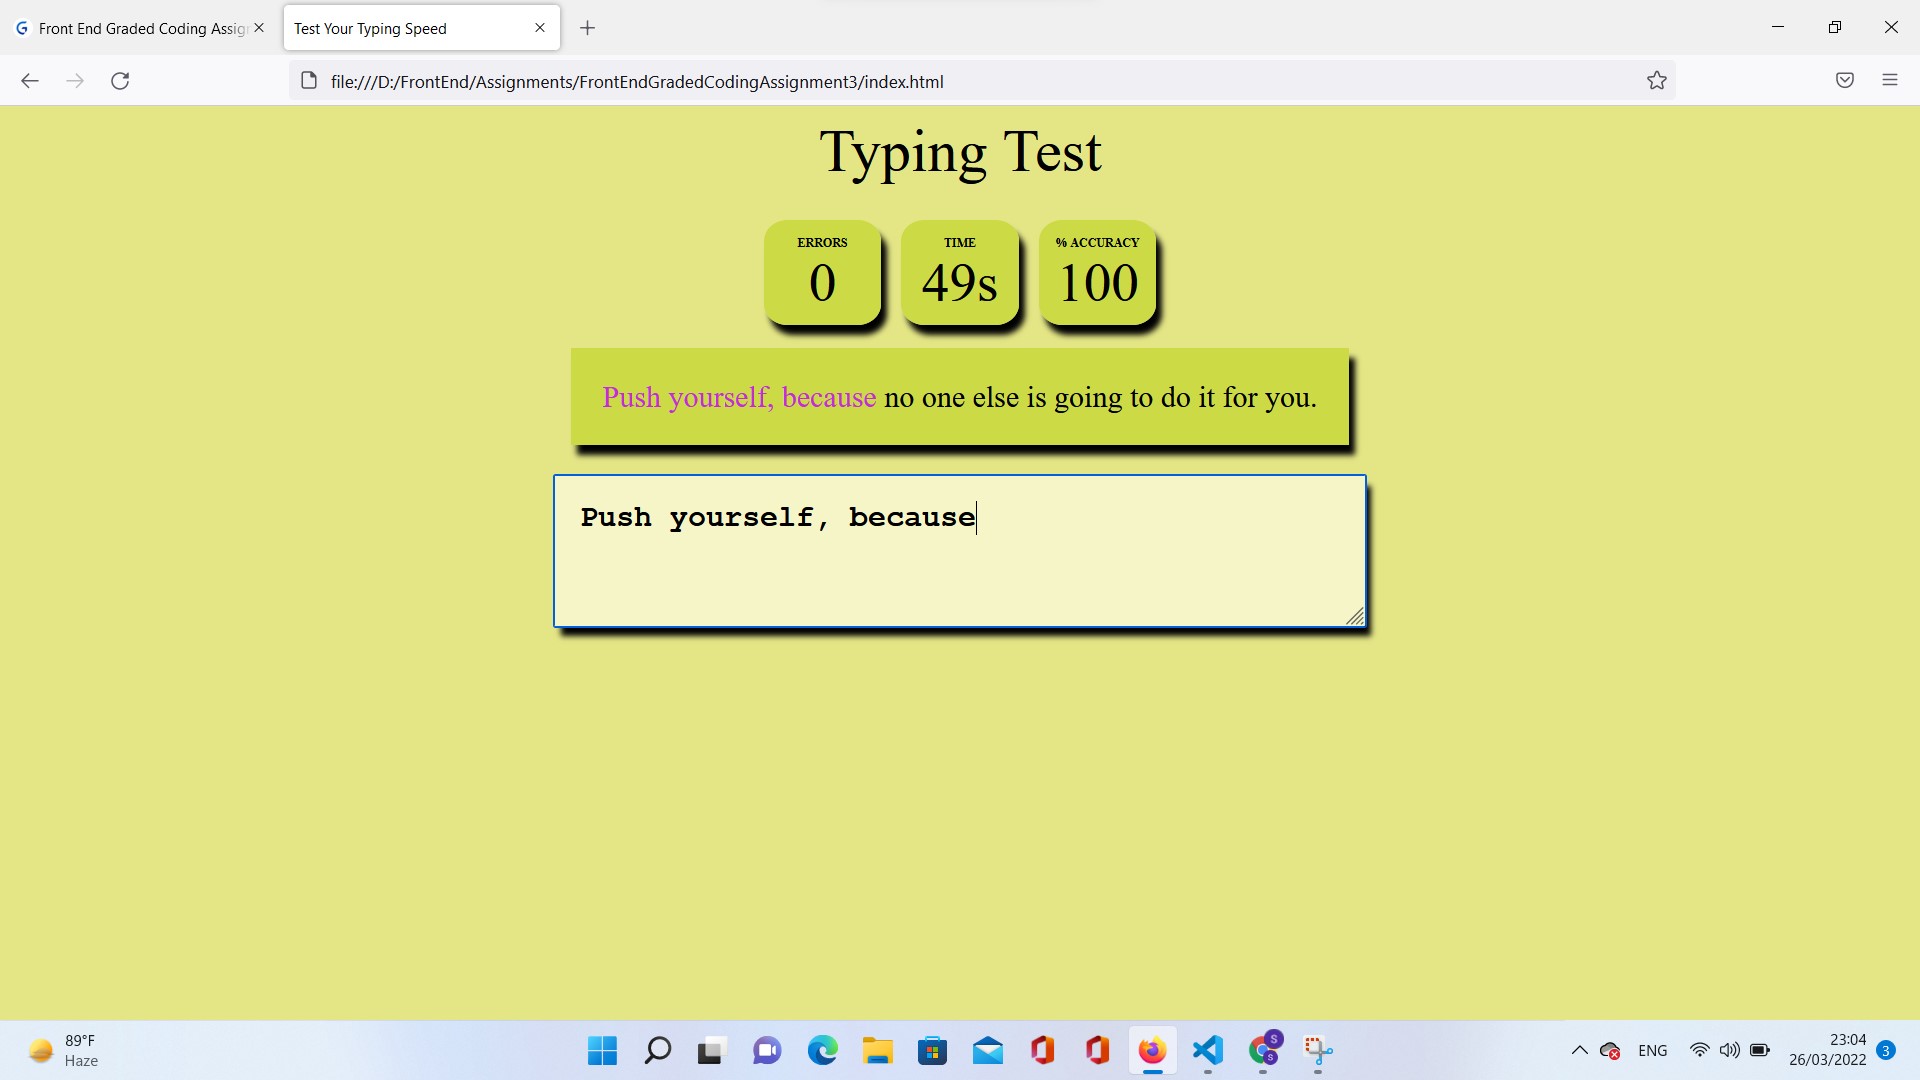 Front End Graded Coding Assig
Test Your Typing Speed
file:///D:/FrontEnd/Assignments/FrontEndGradedCodingAssignment3/index.html
Typing Test
ERRORS
0
TIME
49s
% ACCURACY
100
Push yourself, because no one else is going to do it for you.
Push yourself, because
89°F
Haze
S
S
ENG
23:04
26/03/2022
3